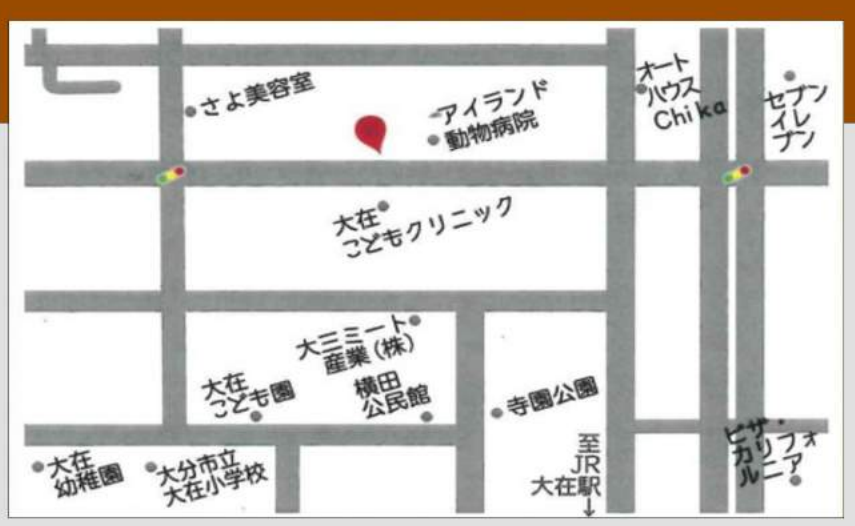 さよ美容室
アイランド
動物病院
オート
ハウス
Chika
セブン
イレ
ブン
大在
こどもクリニック
大三ミート
産業(株)
大在
こども園
横田
公民館
寺園公園
大在
幼稚園
大分市立
大在小学校
至
JR
大在駅
↓
ピザ・
カリフォ
ルニア